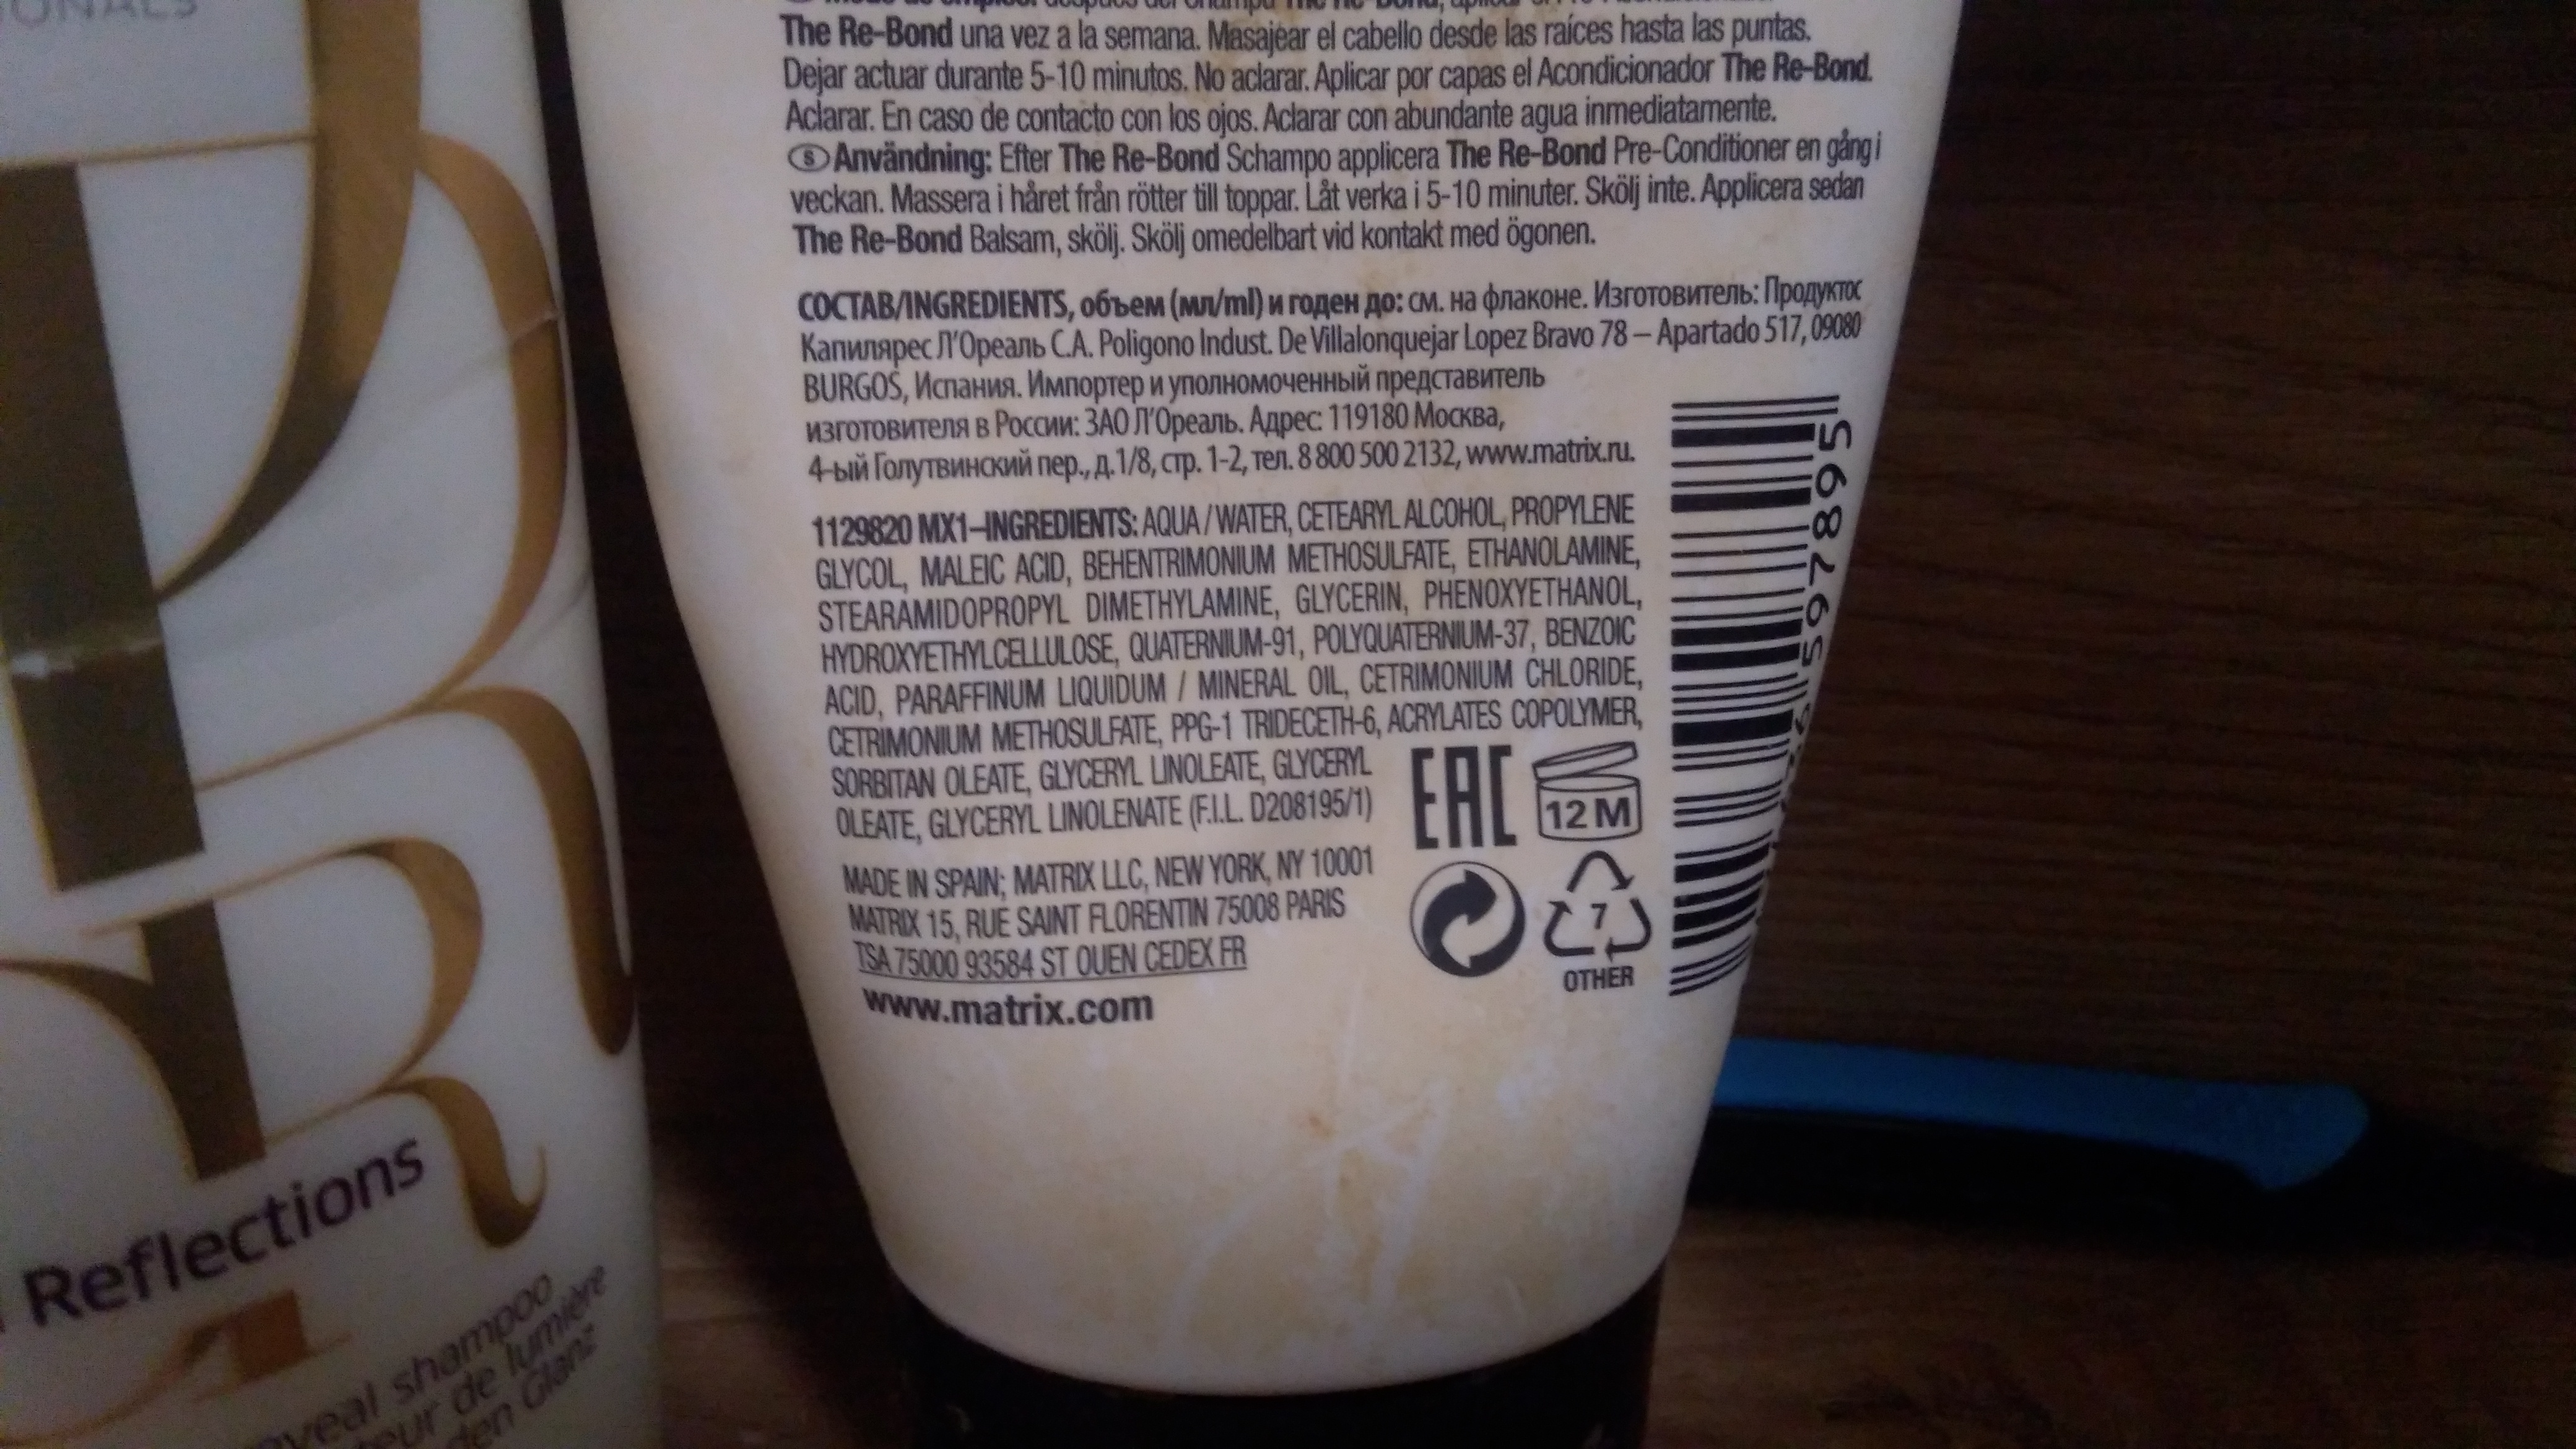 The Re-Bond una vez a la semana. Masajear el cabello desde las raíces hasta las puntas.
Dejar actuar durante 5-10 minutos. No aclarar. Aplicar por capas el Acondicionador The Re-Bond.
Aclarar. En caso de contacto con los ojos. Aclarar con abundante agua inmediatamente.
S Användning: Efter The Re-Bond Schampo applicera The Re-Bond Pre-Conditioner en gång i
veckan. Massera i håret från rötter till toppar. Låt verka i 5-10 minuter. Skölj inte. Applicera sedan
The Re-Bond Balsam, skölj. Skölj omedelbart vid kontakt med ögonen.
СОСТАВ/INGREDIENTS, объем (мл/ml) и годен до: см. на флаконе. Изготовитель: Продуктос
Капилярес Л'Ореаль С.А. Poligono Indust. De Villalonquejar Lopez Bravo 78 – Apartado 517, 09080
BURGOS, Испания. Импортер и уполномоченный представитель
изготовителя в России: ЗАО Л'Ореаль. Адрес: 119180 Москва,
4-ый Голутвинский пер., д.1/8, стр. 1-2, тел. 8 800 500 2132, www.matrix.ru.
1129820 MX1–INGREDIENTS: AQUA / WATER, CETEARYL ALCOHOL, PROPYLENE
GLYCOL, MALEIC ACID, BEHENTRIMONIUM METHOSULFATE, ETHANOLAMINE,
STEARAMIDOPROPYL DIMETHYLAMINE, GLYCERIN, PHENOXYETHANOL,
HYDROXYETHYLCELLULOSE, QUATERNIUM-91, POLYQUATERNIUM-37, BENZOIC
ACID, PARAFFINUM LIQUIDUM / MINERAL OIL, CETRIMONIUM CHLORIDE,
CETRIMONIUM METHOSULFATE, PPG-1 TRIDECETH-6, ACRYLATES COPOLYMER,
SORBITAN OLEATE, GLYCERYL LINOLEATE, GLYCERYL
OLEATE, GLYCERYL LINOLENATE (F.I.L. D208195/1)
EAC
12 M
MADE IN SPAIN; MATRIX LLC, NEW YORK, NY 10001
MATRIX 15, RUE SAINT FLORENTIN 75008 PARIS
TSA 75000 93584 ST OUEN CEDEX FR
www.matrix.com
7
OTHER
Reflections
shampoo
de lumière
Glanz